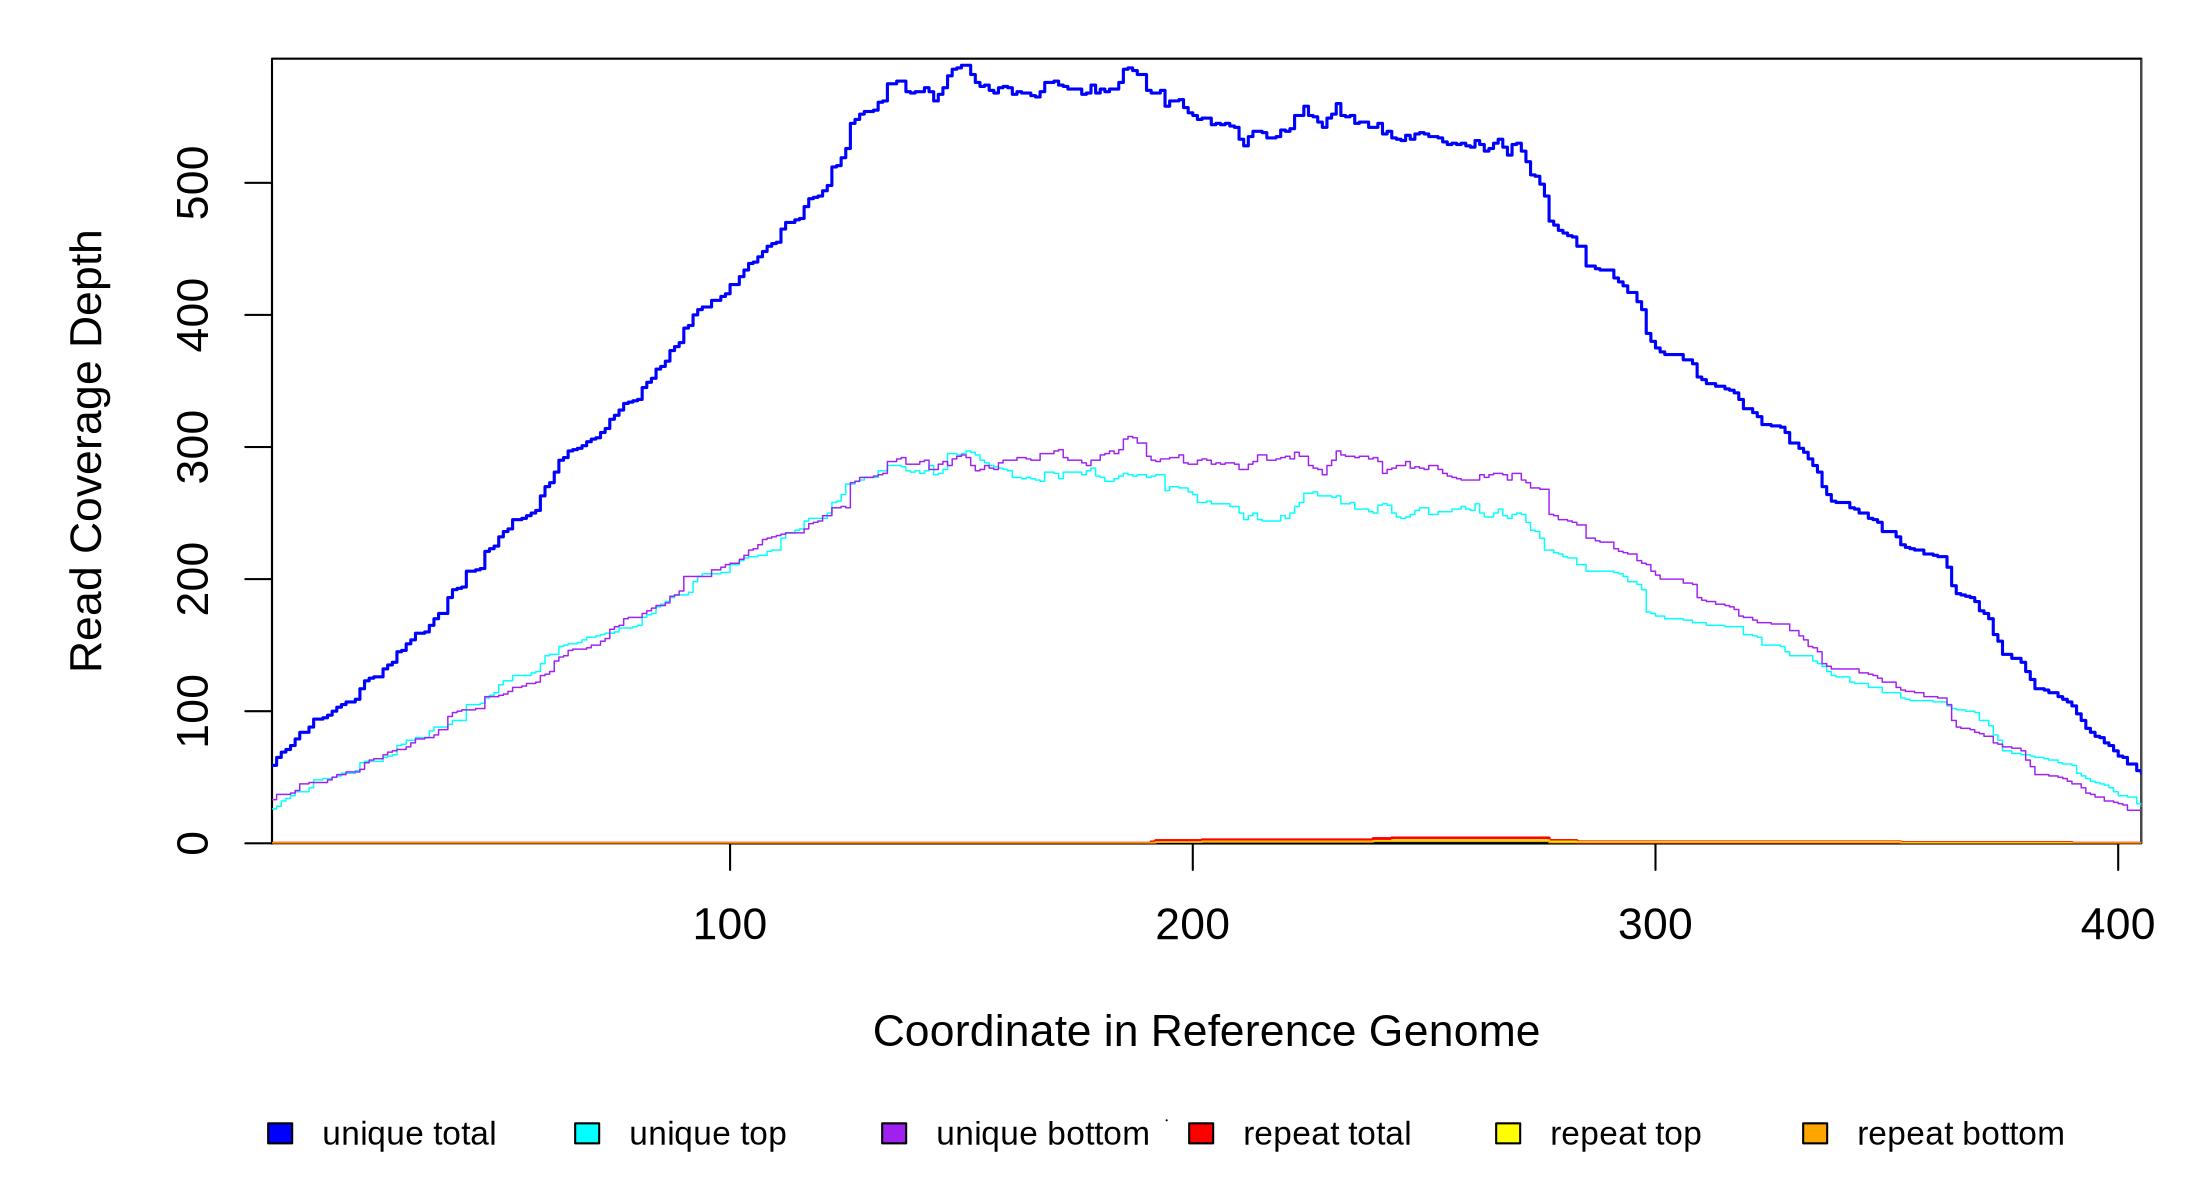 Read Coverage Depth
500
400
300
200
100
0
100 200 300 400
Coordinate in Reference Genome
unique total unique top unique bottom repeat total repeat top repeat bottom